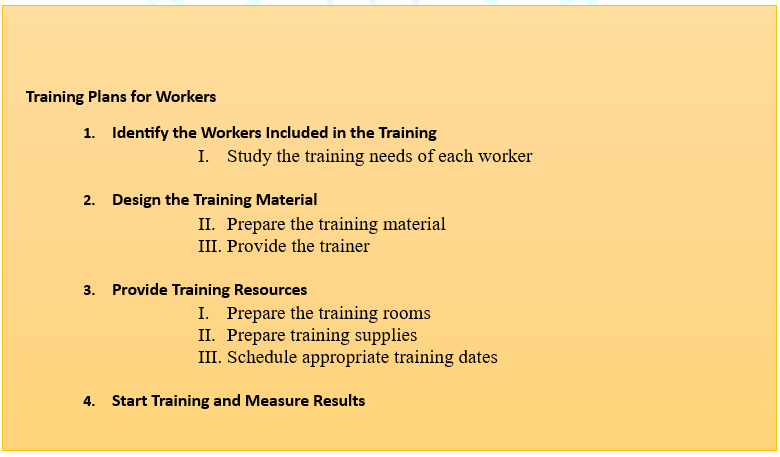 Training Plans for Workers
1. Identify the Workers Included in the Training
I. Study the training needs of each worker
2. Design the Training Material
II. Prepare the training material
III. Provide the trainer
3. Provide Training Resources
I. Prepare the training rooms
II. Prepare training supplies
III. Schedule appropriate training dates
4. Start Training and Measure Results